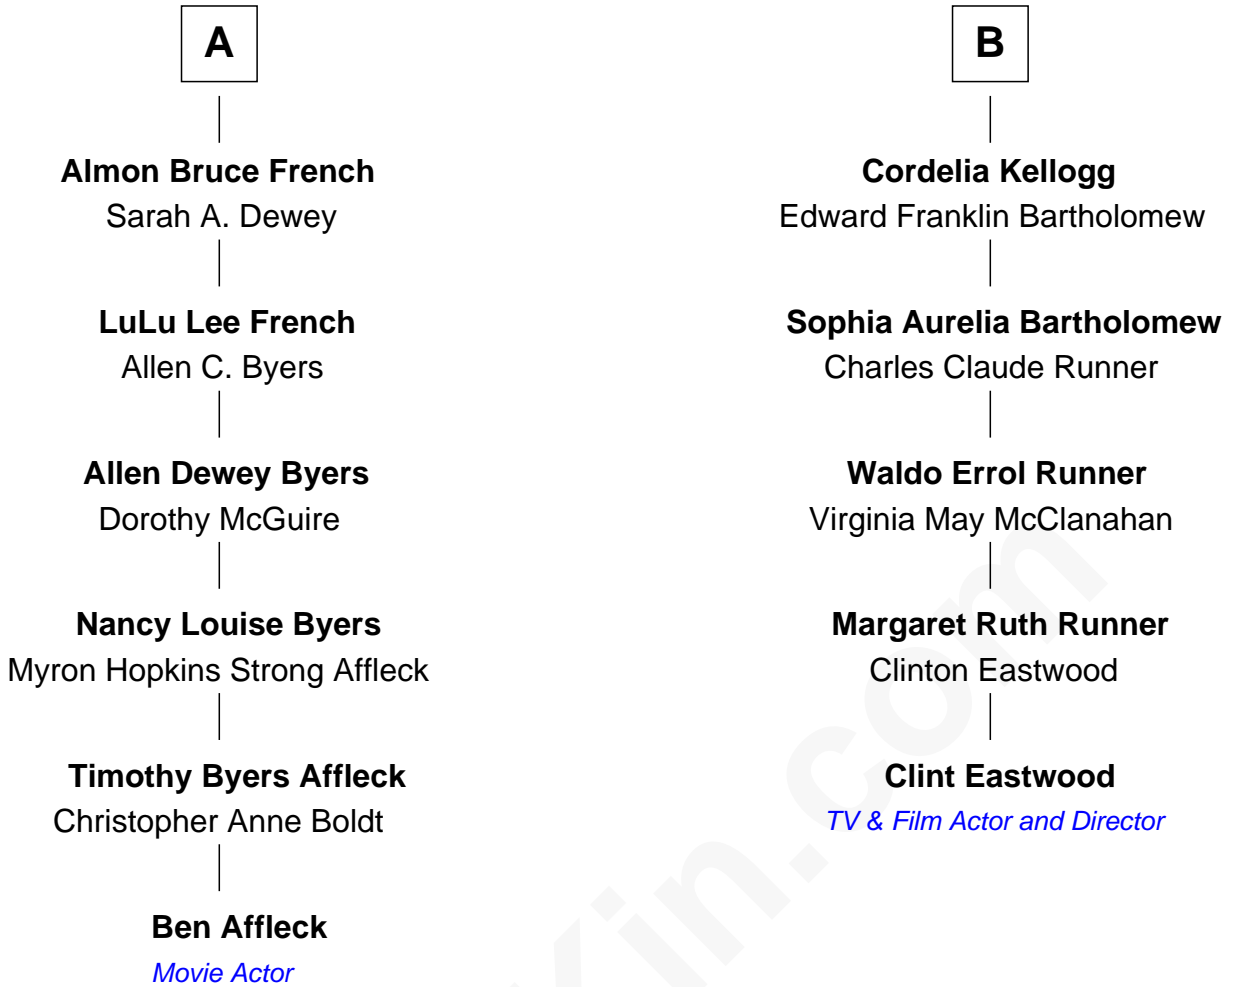 A
Almon Bruce French
Sarah A. Dewey
LuLu Lee French
Allen C. Byers
Allen Dewey Byers
Dorothy McGuire
Nancy Louise Byers
Myron Hopkins Strong Affleck
Timothy Byers Affleck
Christopher Anne Boldt
Ben Affleck
Movie Actor
B
Cordelia Kellogg
Edward Franklin Bartholomew
Sophia Aurelia Bartholomew
Charles Claude Runner
Waldo Errol Runner
Virginia May McClanahan
Margaret Ruth Runner
Clinton Eastwood
Clint Eastwood
TV & Film Actor and Director
Kin.com